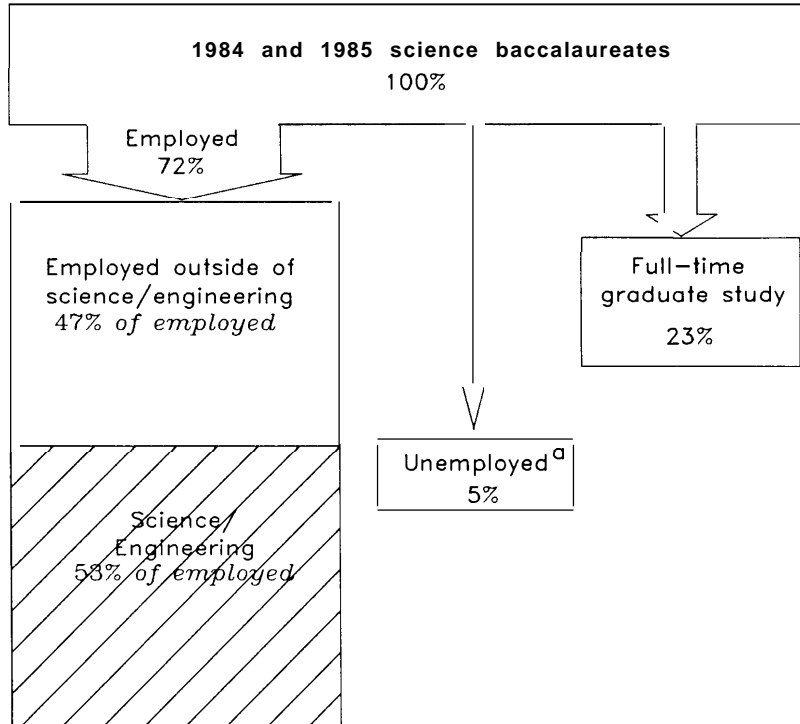 1984 and 1985 science baccalaureates
100%
Employed
72%
Employed outside of
science/engineering
47% of employed
Full-time
graduate study
23%
Unemployed a
5%
Science/
Engineering
53% of employed